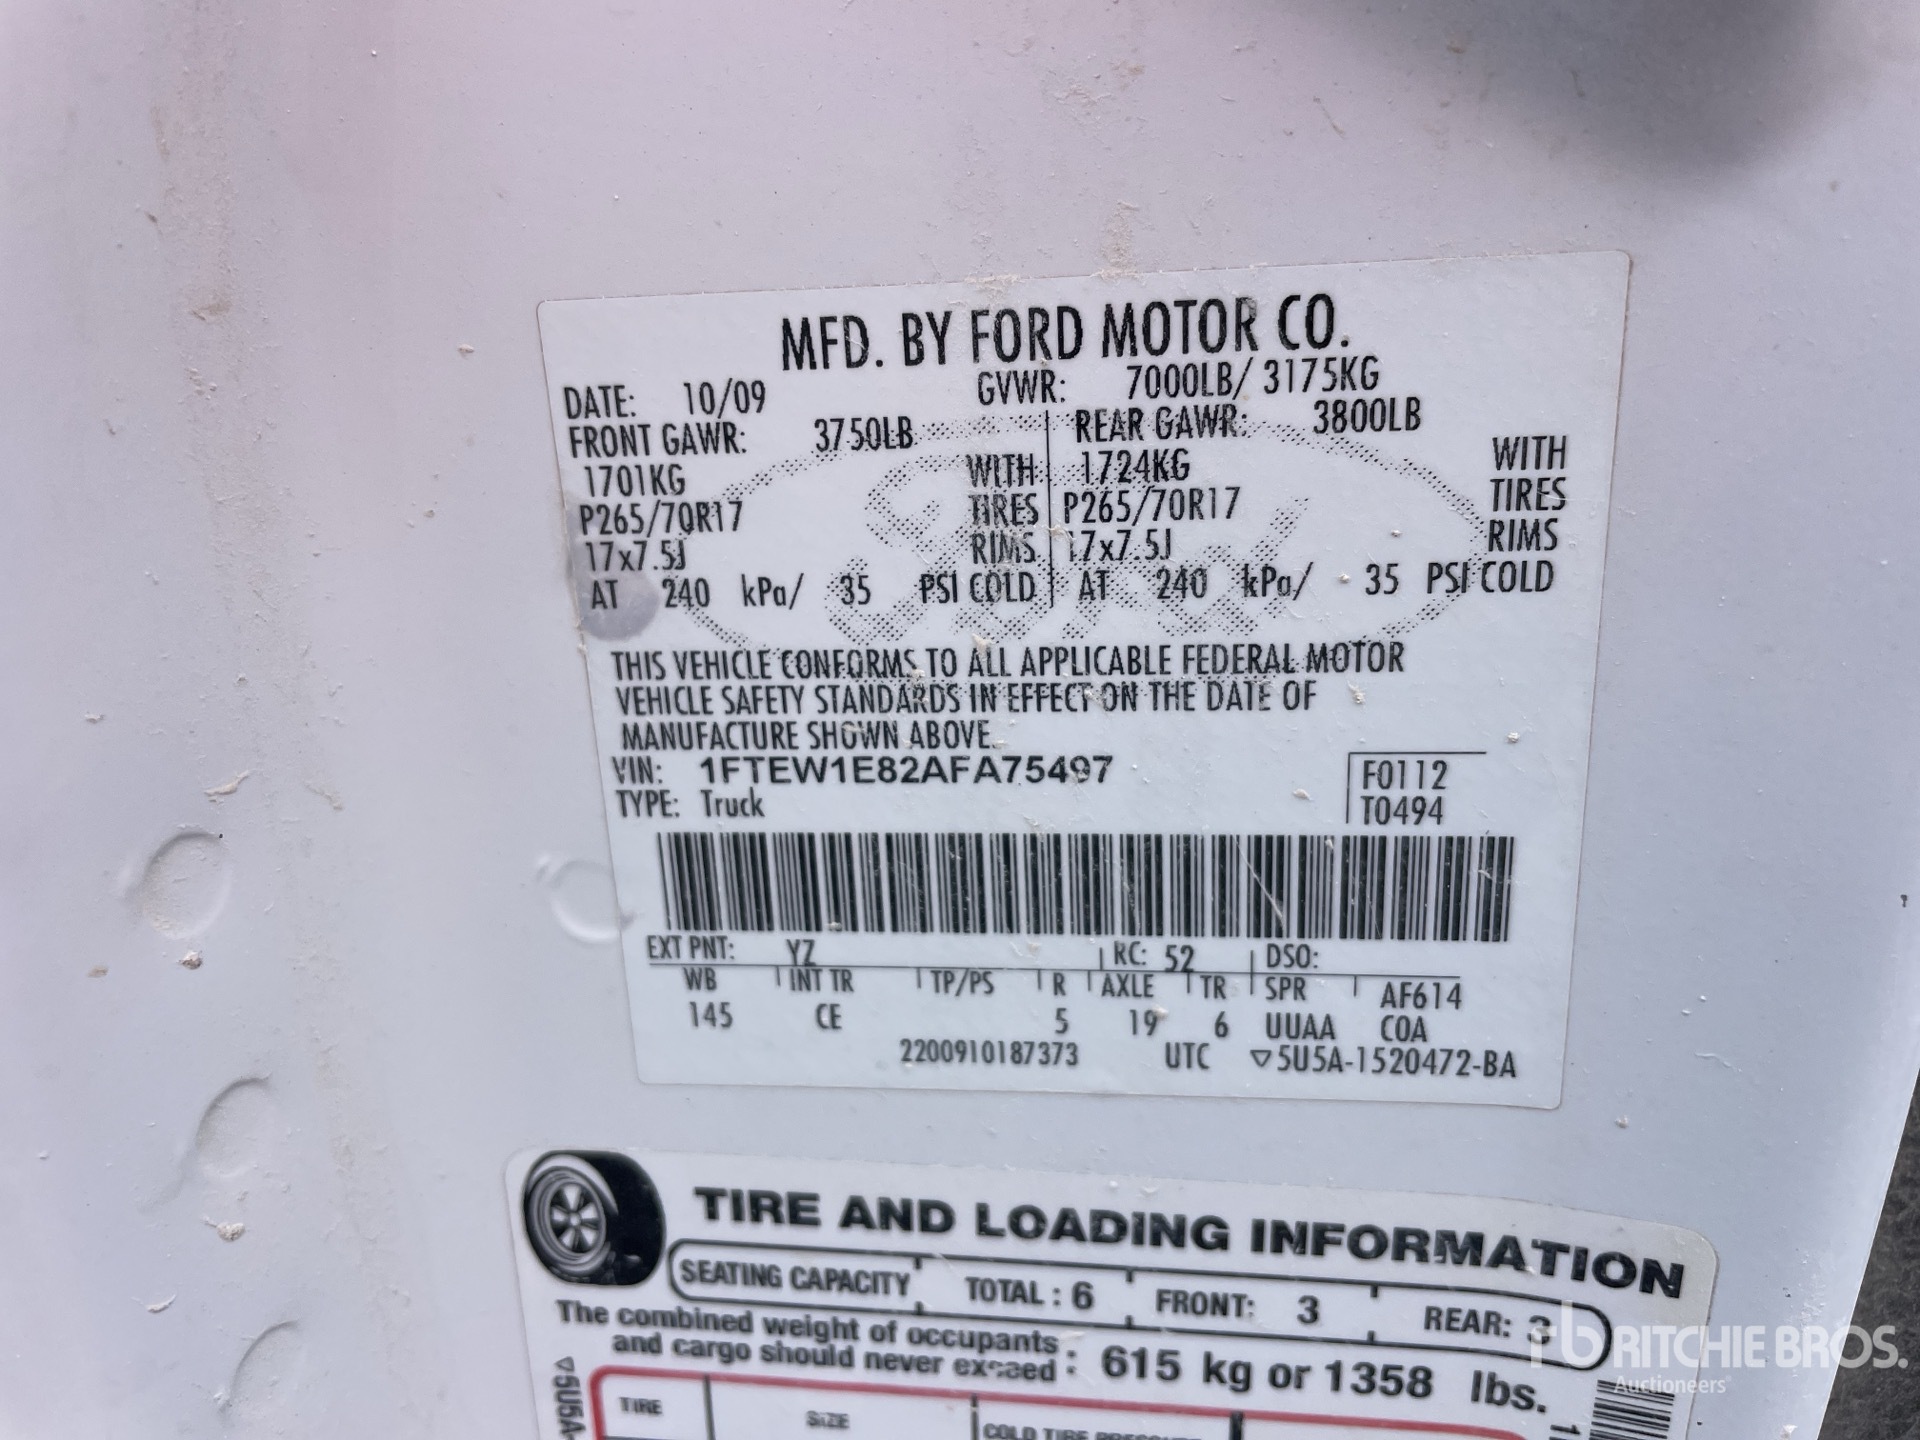 MFD. BY FORD MOTOR CO.
DATE: 10/09 GVWR: 7000LB/ 3175KG
FRONT GAWR: 3750LB REAR GAWR: 3800LB
1701KG WITH 1724KG WITH
P265/70R17 TIRES P265/70R17 TIRES
17x7.5J RIMS 17x7.5J RIMS
AT 240 kPa/ 35 PSI COLD AT 240 kPa/ 35 PSI COLD
THIS VEHICLE CONFORMS TO ALL APPLICABLE FEDERAL MOTOR
VEHICLE SAFETY STANDARDS IN EFFECT ON THE DATE OF
MANUFACTURE SHOWN ABOVE.
VIN: 1FTEW1E82AFA75497 F0112
TYPE: Truck T0494
EXT PNT: YZ RC: 52 DSO:
WB INT TR TP/PS R AXLE TR SPR AF614
145 CE 5 19 6 UUAA COA
2200910187373 UTC ▽5U5A-1520472-BA
TIRE AND LOADING INFORMATION
SEATING CAPACITY TOTAL : 6 FRONT: 3 REAR: 3
The combined weight of occupants
and cargo should never exceed : 615 kg or 1358 lbs.
▽5U5A-
TIRE SIZE COLD TIRE PRESSURE
rb RITCHIE BROS.
Auctioneers